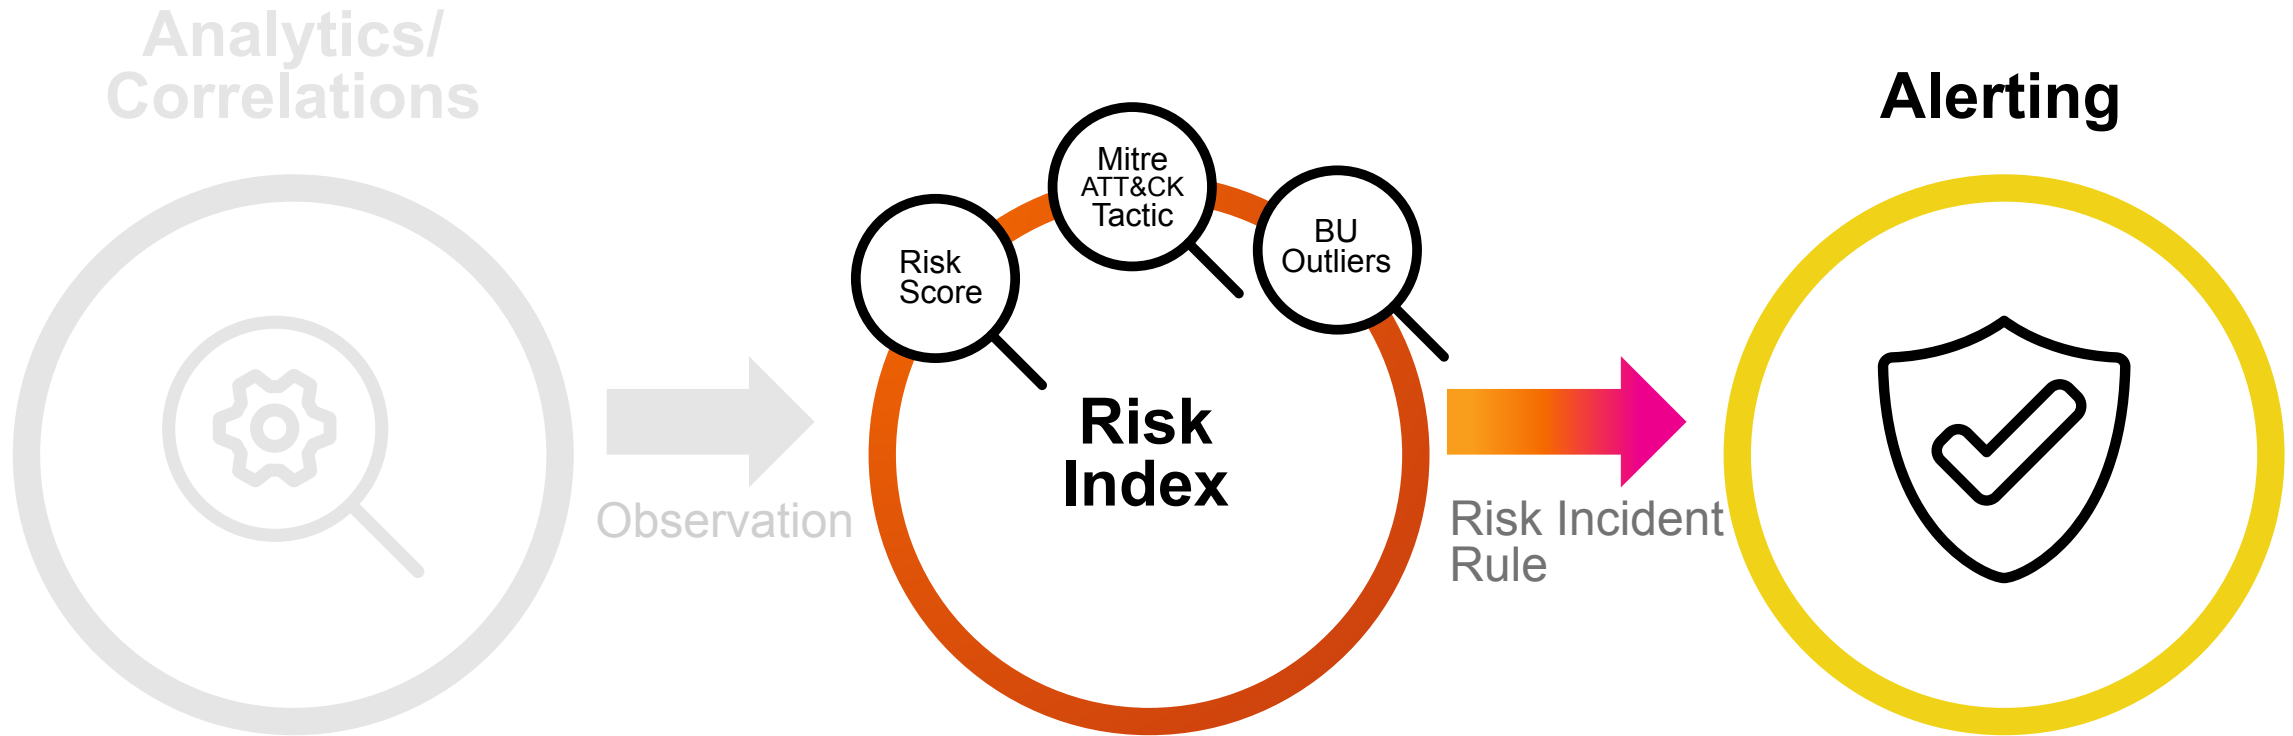 Analytics/
Correlations
Observation
Risk
Score
Mitre
ATT&CK
Tactic
BU
Outliers
Risk
Index
Risk Incident
Rule
Alerting